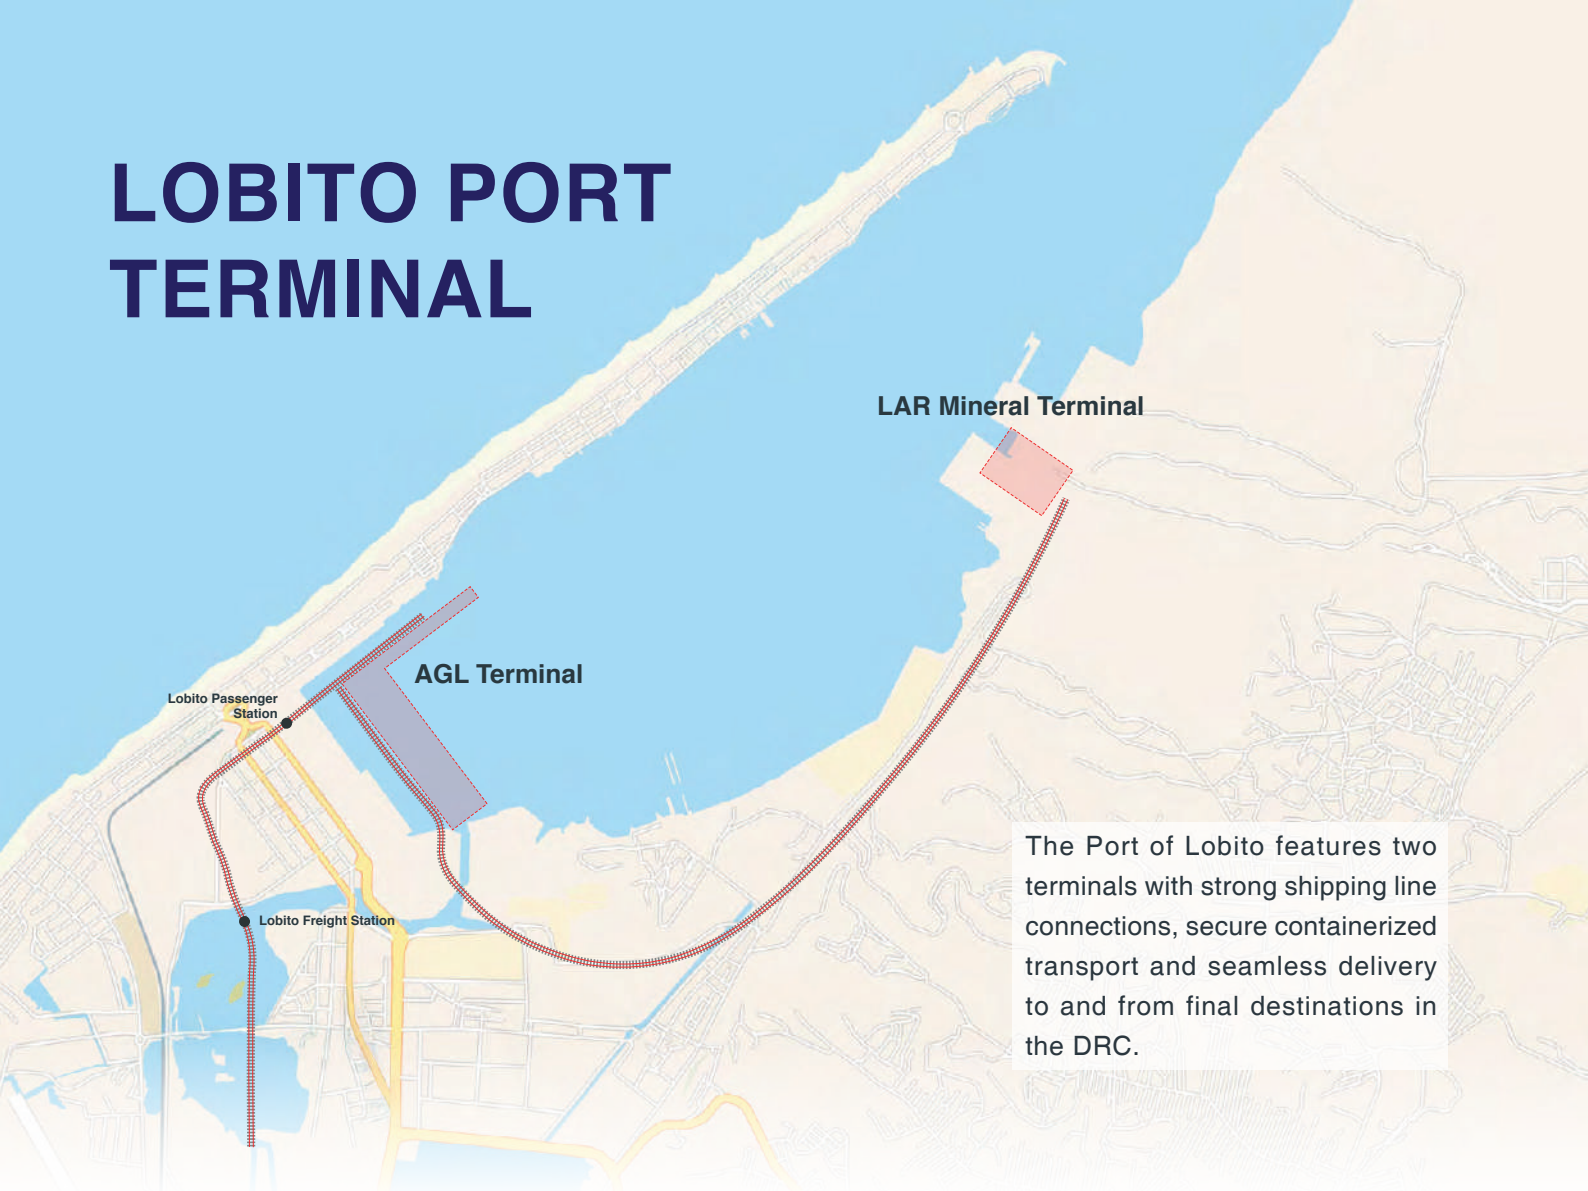 LOBITO PORT
TERMINAL
LAR Mineral Terminal
AGL Terminal
Lobito Passenger
Station
Lobito Freight Station
The Port of Lobito features two
terminals with strong shipping line
connections, secure containerized
transport and seamless delivery
to and from final destinations in
the DRC.